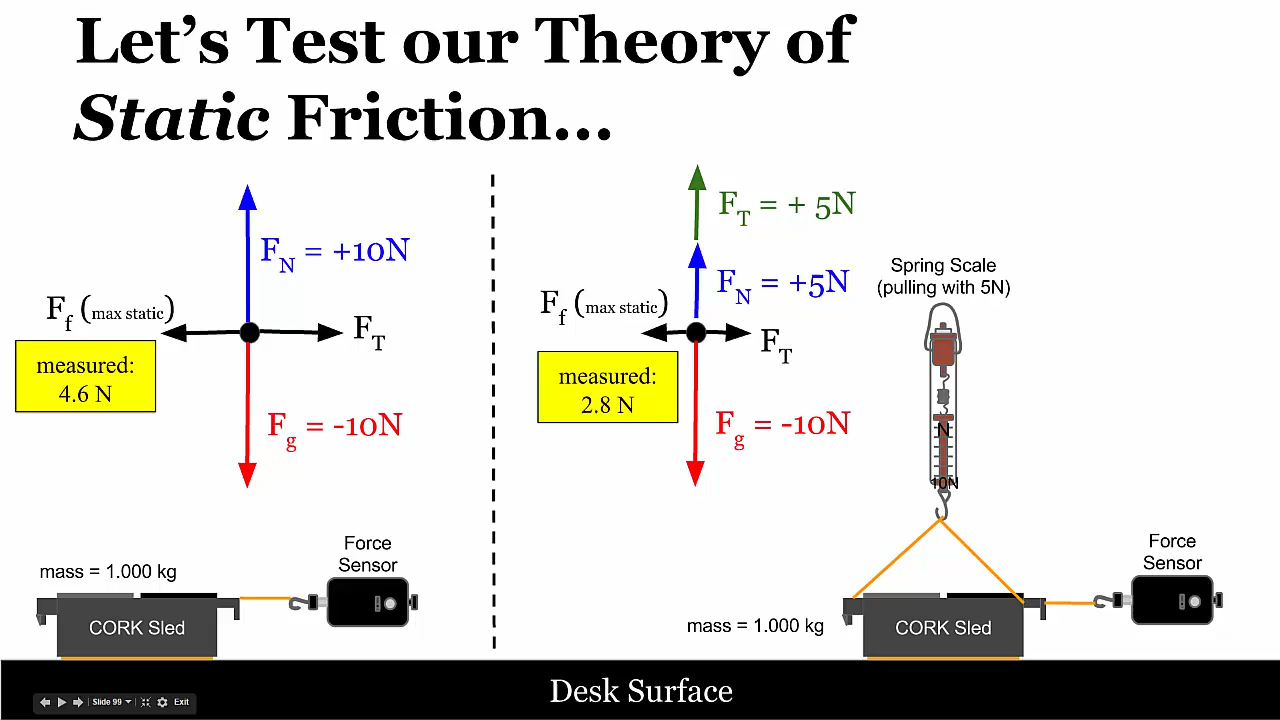 Let's Test our Theory of
Static Friction...
F_N = +10N
F_f (max static)
F_T
measured:
4.6 N
F_g = -10N
mass = 1.000 kg
Force
Sensor
CORK Sled
F_T = + 5N
F_N = +5N
F_f (max static)
F_T
measured:
2.8 N
F_g = -10N
Spring Scale
(pulling with 5N)
N
10N
mass = 1.000 kg
Force
Sensor
CORK Sled
Desk Surface
Slide 99
Exit